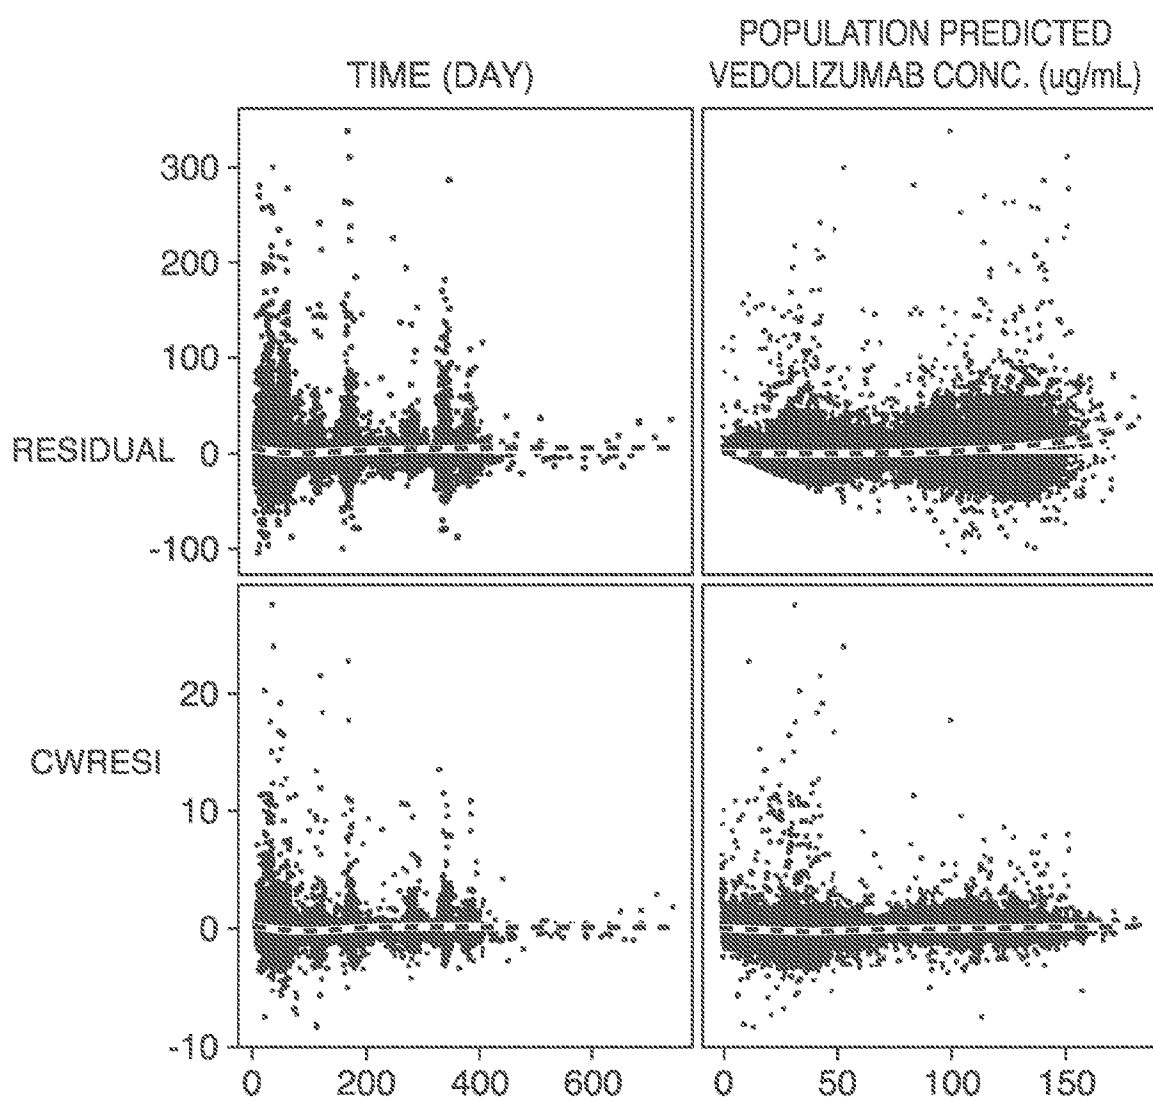 POPULATION PREDICTED
TIME (DAY) VEDOLIZUMAB CONC. (ug/mL)
300
200
100
RESIDUAL 0
-100
20
CWRESI
10
0
-10
0 200 400 600 0 50 100 150